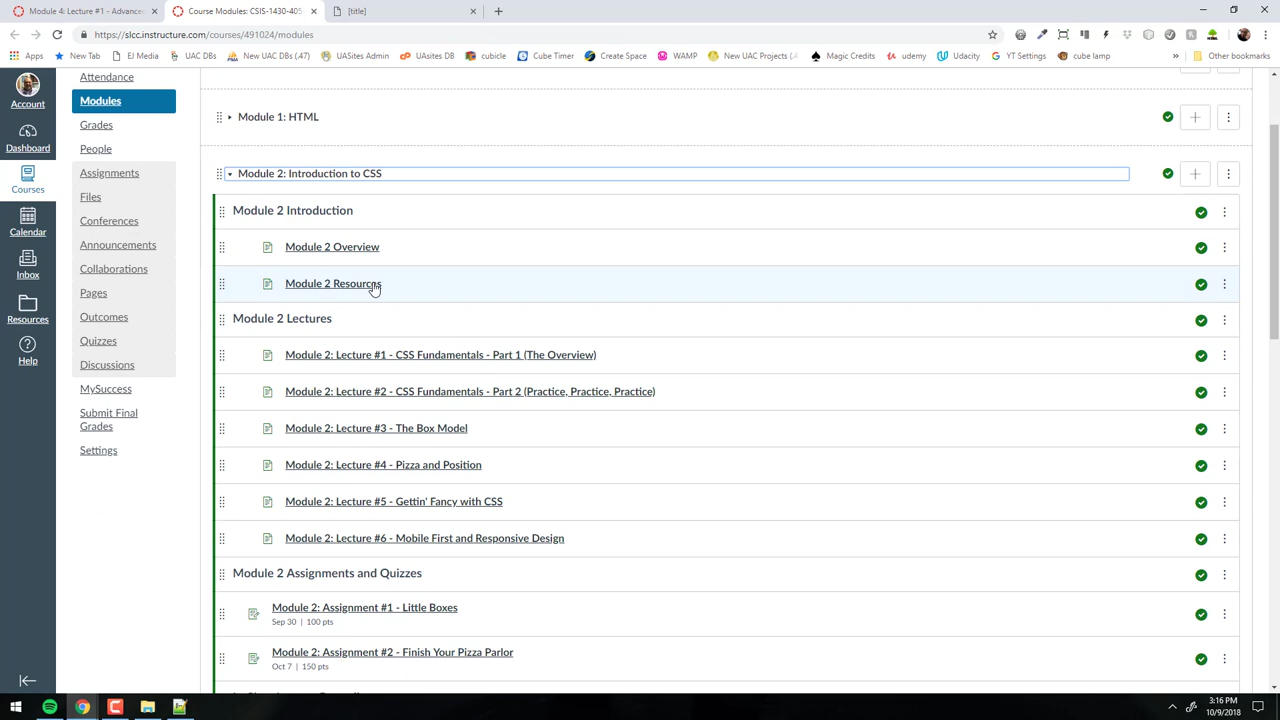 Module 4: Lecture #1 - Advance
Course Modules: CSIS-1430-405
[title]
https://slcc.instructure.com/courses/491024/modules
Apps
New Tab
EJ Media
UAC DBs
New UAC DBs (.47)
UASites Admin
UAsites DB
cubicle
Cube Timer
Create Space
WAMP
New UAC Projects (.
Magic Credits
udemy
Udacity
YT Settings
cube lamp
»
Other bookmarks
Account
Dashboard
Courses
Calendar
Inbox
Resources
Help
Attendance
Modules
Grades
People
Assignments
Files
Conferences
Announcements
Collaborations
Pages
Outcomes
Quizzes
Discussions
MySuccess
Submit Final
Grades
Settings
Module 1: HTML
Module 2: Introduction to CSS
Module 2 Introduction
Module 2 Overview
Module 2 Resources
Module 2 Lectures
Module 2: Lecture #1 - CSS Fundamentals - Part 1 (The Overview)
Module 2: Lecture #2 - CSS Fundamentals - Part 2 (Practice, Practice, Practice)
Module 2: Lecture #3 - The Box Model
Module 2: Lecture #4 - Pizza and Position
Module 2: Lecture #5 - Gettin' Fancy with CSS
Module 2: Lecture #6 - Mobile First and Responsive Design
Module 2 Assignments and Quizzes
Module 2: Assignment #1 - Little Boxes
Sep 30 | 100 pts
Module 2: Assignment #2 - Finish Your Pizza Parlor
Oct 7 | 150 pts
3:16 PM
10/9/2018